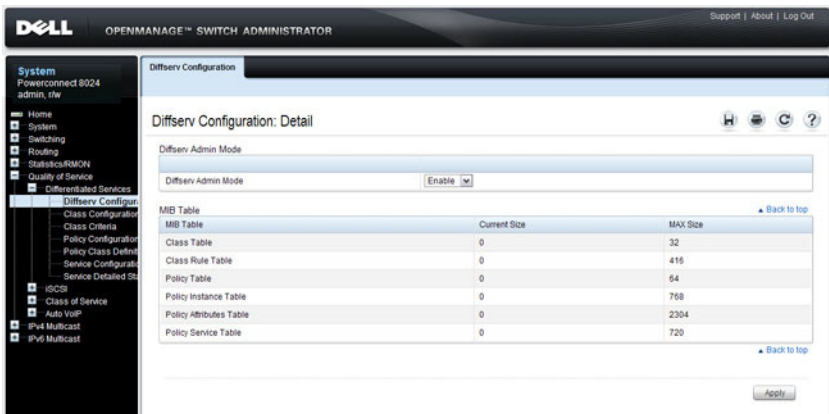 DELL
OPENMANAGE™ SWITCH ADMINISTRATOR
Support | About | Log Out
System
Powerconnect 8024
admin, r/w
Home
System
Switching
Routing
Statistics/RMON
Quality of Service
Differentiated Services
Diffserv Configura
Class Configuration
Class Criteria
Policy Configuration
Policy Class Definit
Service Configuratic
Service Detailed Sta
iSCSI
Class of Service
Auto VoIP
IPv4 Multicast
IPv6 Multicast
Diffserv Configuration
Diffserv Configuration: Detail
Diffserv Admin Mode
Diffserv Admin Mode Enable
MIB Table Back to top
MIB Table Current Size MAX Size
Class Table 0 32
Class Rule Table 0 416
Policy Table 0 64
Policy Instance Table 0 768
Policy Attributes Table 0 2304
Policy Service Table 0 720
Back to top
Apply